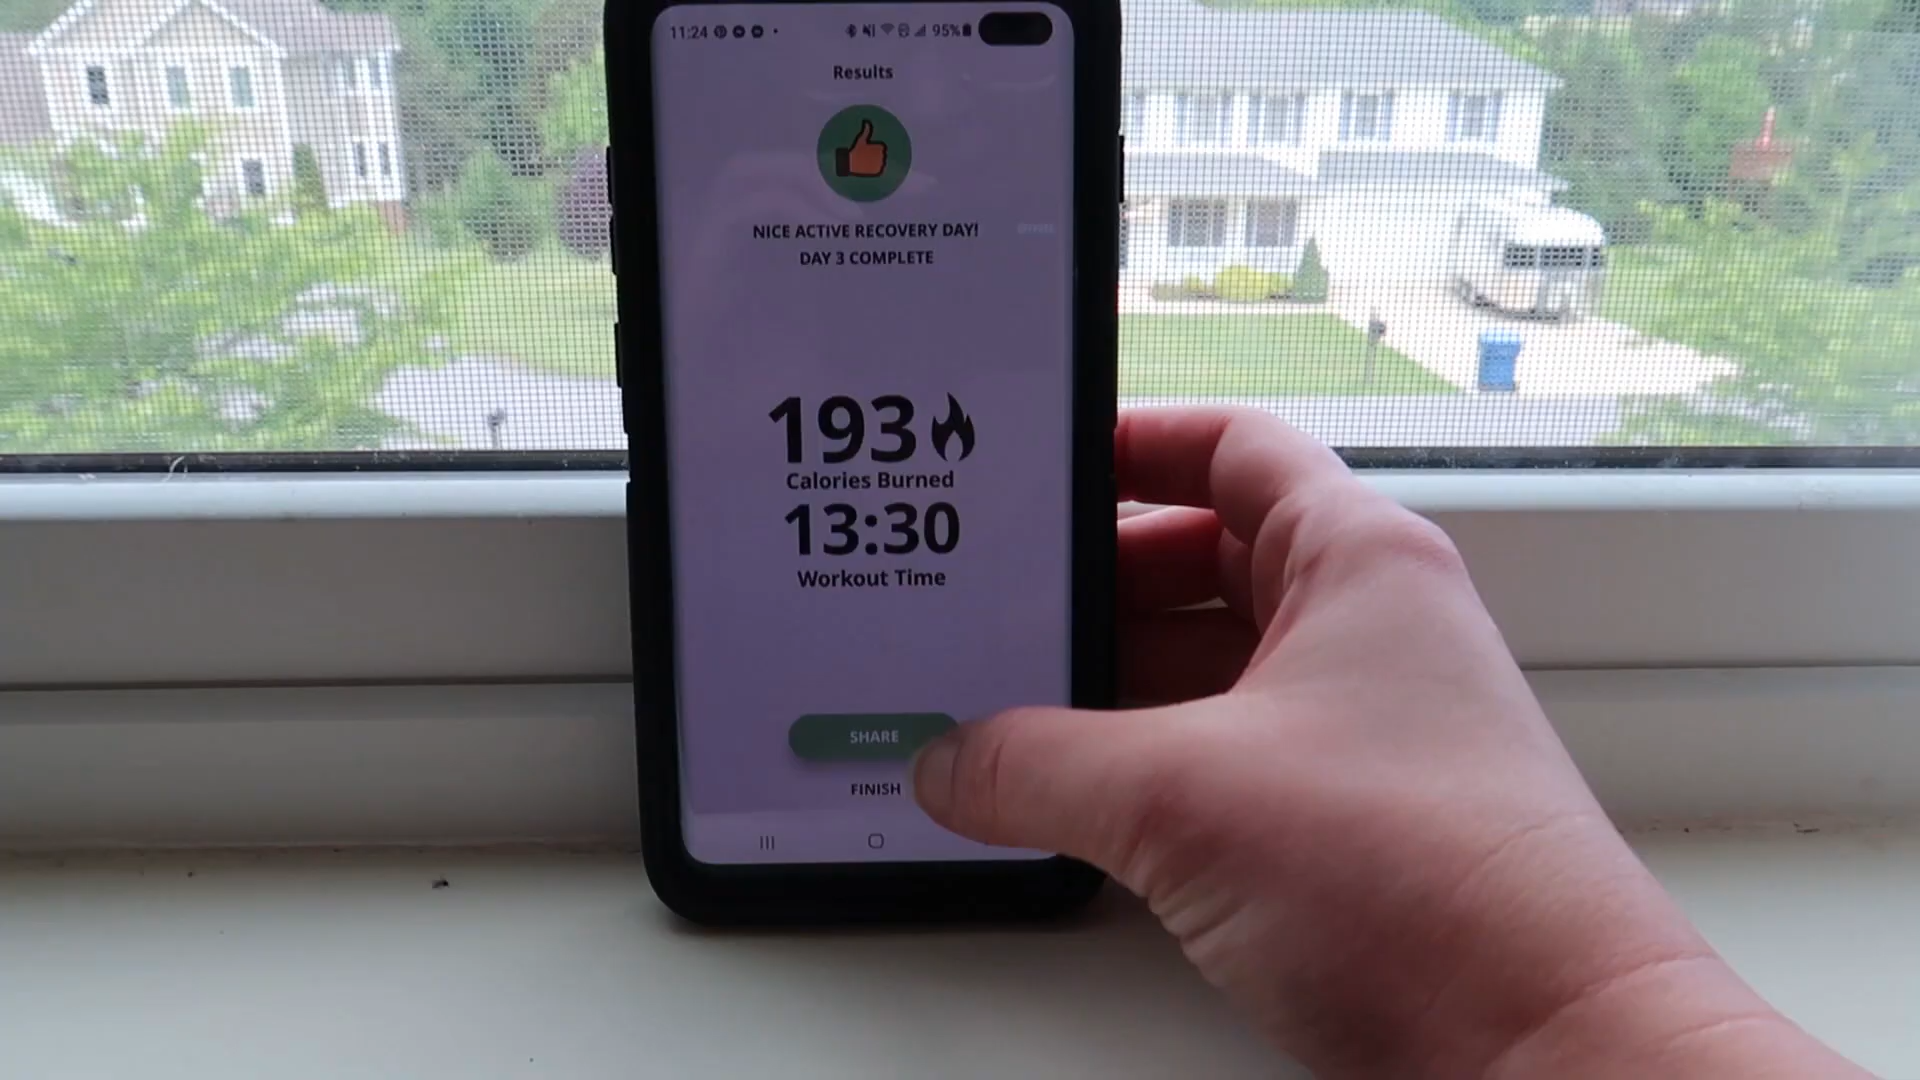 11:24
95%
Results
NICE ACTIVE RECOVERY DAY!
DAY 3 COMPLETE
193
Calories Burned
13:30
Workout Time
SHARE
FINISH